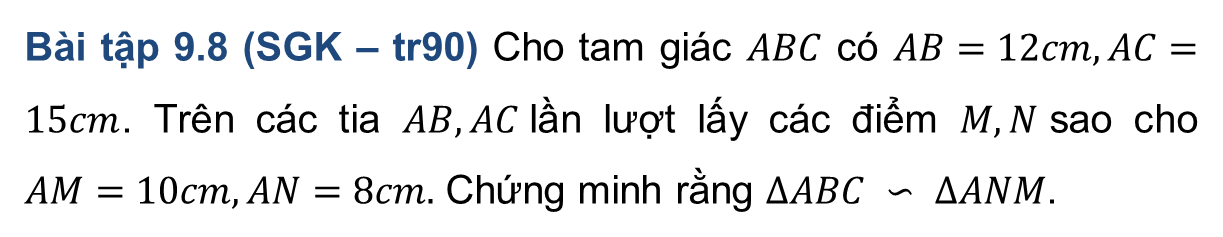 Bài tập 9.8 (SGK – tr90) Cho tam giác ABC có AB = 12cm, AC =
15cm. Trên các tia AB, AC lần lượt lấy các điểm M, N sao cho
AM = 10cm, AN = 8cm. Chứng minh rằng ΔABC ∽ ΔANM.